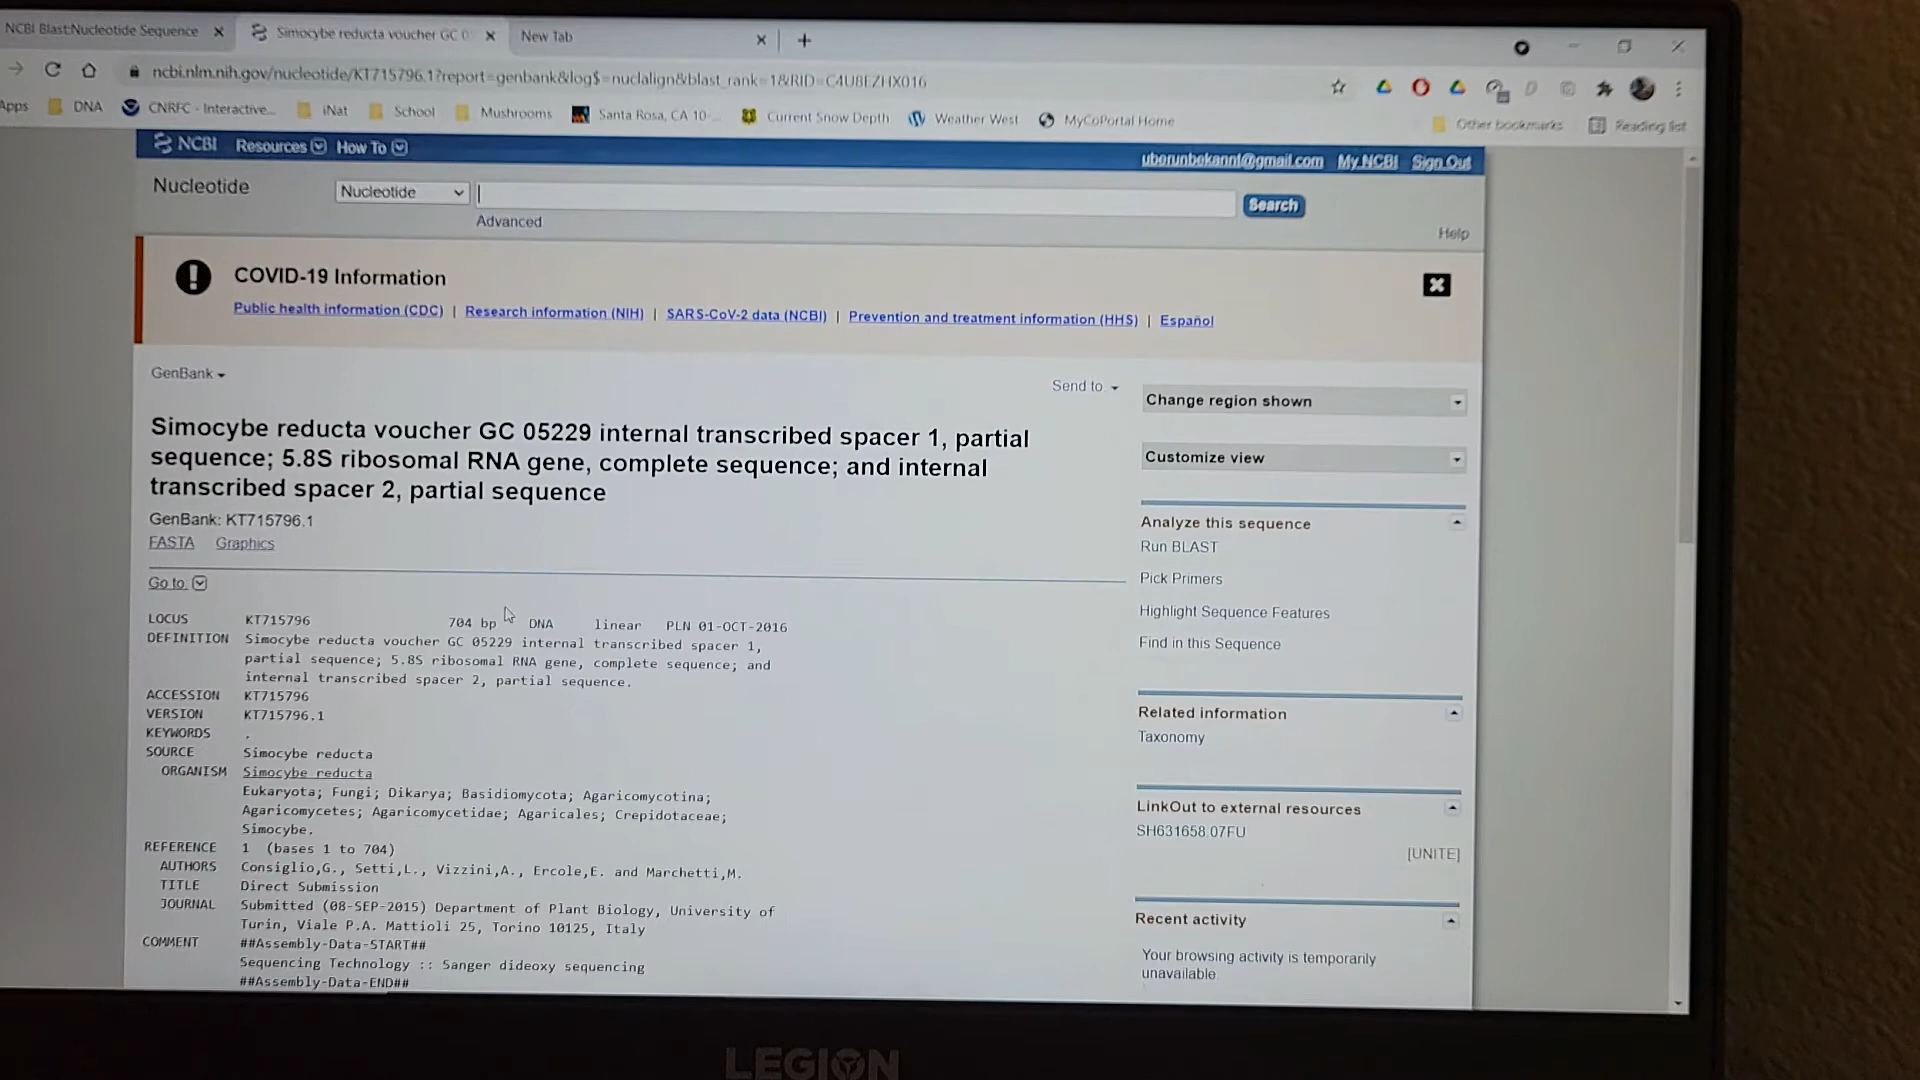 NCBI Blast:Nucleotide Sequence
Simocybe reducta voucher GC 0
New Tab
ncbi.nlm.nih.gov/nucleotide/KT715796.1?report=genbank&log$=nuclalign&blast_rank=1&RID=C4U8EZHX016
Apps DNA CNRFC - Interactive... iNat School Mushrooms Santa Rosa, CA 10-... Current Snow Depth Weather West MyCoPortal Home Other bookmarks Reading list
NCBI Resources How To uberunbekannt@gmail.com My NCBI Sign Out
Nucleotide Nucleotide Search
Advanced
Help
COVID-19 Information
Public health information (CDC) | Research information (NIH) | SARS-CoV-2 data (NCBI) | Prevention and treatment information (HHS) | Español
GenBank
Send to
Simocybe reducta voucher GC 05229 internal transcribed spacer 1, partial
sequence; 5.8S ribosomal RNA gene, complete sequence; and internal
transcribed spacer 2, partial sequence
GenBank: KT715796.1
FASTA Graphics
Go to:
LOCUS KT715796 704 bp DNA linear PLN 01-OCT-2016
DEFINITION Simocybe reducta voucher GC 05229 internal transcribed spacer 1,
partial sequence; 5.8S ribosomal RNA gene, complete sequence; and
internal transcribed spacer 2, partial sequence.
ACCESSION KT715796
VERSION KT715796.1
KEYWORDS .
SOURCE Simocybe reducta
ORGANISM Simocybe reducta
Eukaryota; Fungi; Dikarya; Basidiomycota; Agaricomycotina;
Agaricomycetes; Agaricomycetidae; Agaricales; Crepidotaceae;
Simocybe.
REFERENCE 1 (bases 1 to 704)
AUTHORS Consiglio,G., Setti,L., Vizzini,A., Ercole,E. and Marchetti,M.
TITLE Direct Submission
JOURNAL Submitted (08-SEP-2015) Department of Plant Biology, University of
Turin, Viale P.A. Mattioli 25, Torino 10125, Italy
COMMENT ##Assembly-Data-START##
Sequencing Technology :: Sanger dideoxy sequencing
##Assembly-Data-END##
Change region shown
Customize view
Analyze this sequence
Run BLAST
Pick Primers
Highlight Sequence Features
Find in this Sequence
Related information
Taxonomy
LinkOut to external resources
SH631658.07FU
[UNITE]
Recent activity
Your browsing activity is temporarily
unavailable.
LEGION